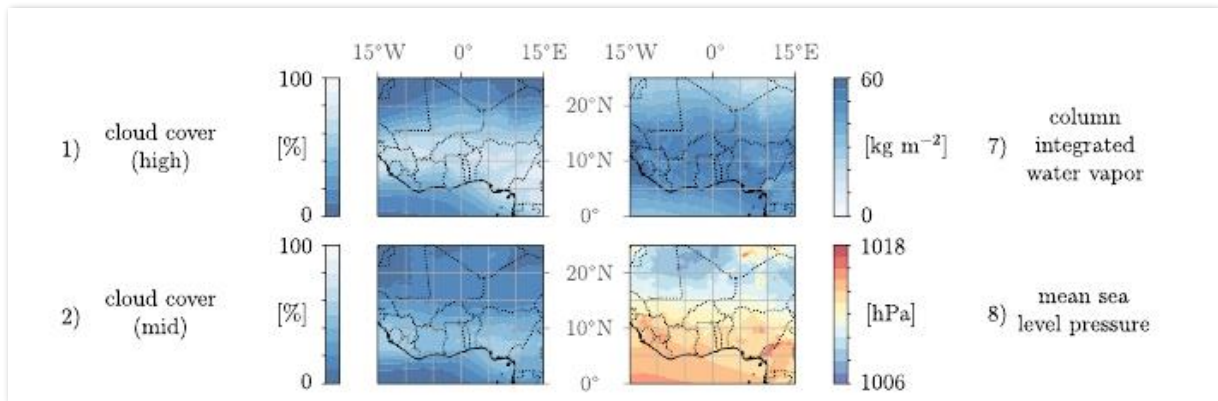 15°W 0° 15°E 15°W 0° 15°E
1) cloud cover (high) [%] 100 0
20°N 10°N 0°
60 0 [kg m⁻²] 7) column integrated water vapor
2) cloud cover (mid) [%] 100 0
20°N 10°N 0°
1018 1006 [hPa] 8) mean sea level pressure